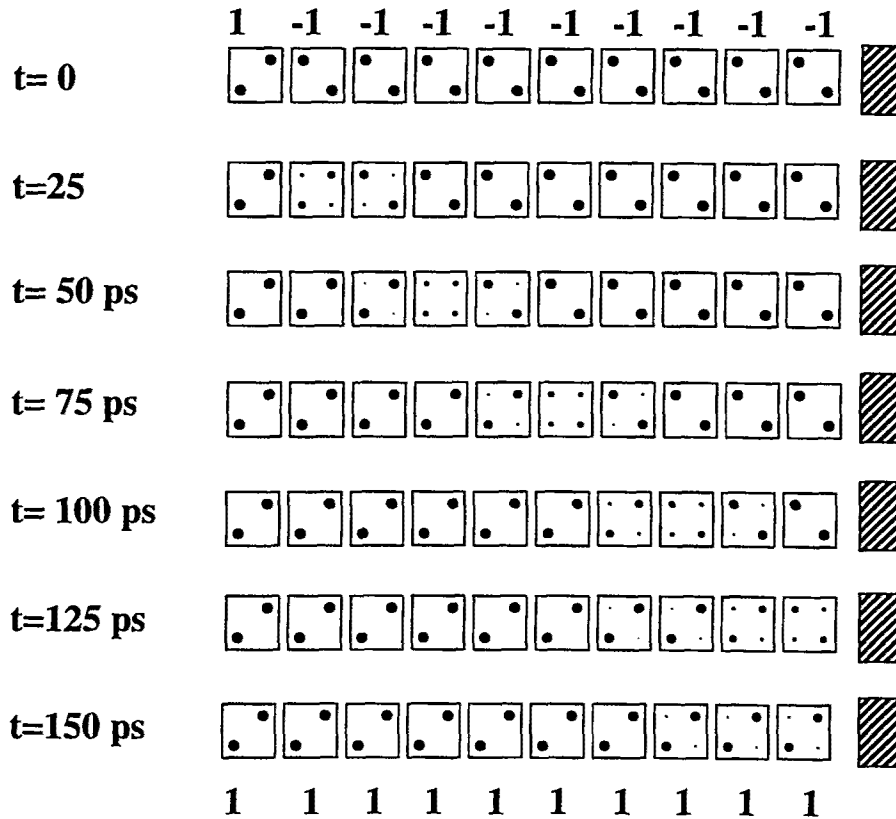 1 -1 -1 -1 -1 -1 -1 -1 -1 -1
t= 0
t=25
t= 50 ps
t= 75 ps
t= 100 ps
t=125 ps
t=150 ps
1 1 1 1 1 1 1 1 1 1